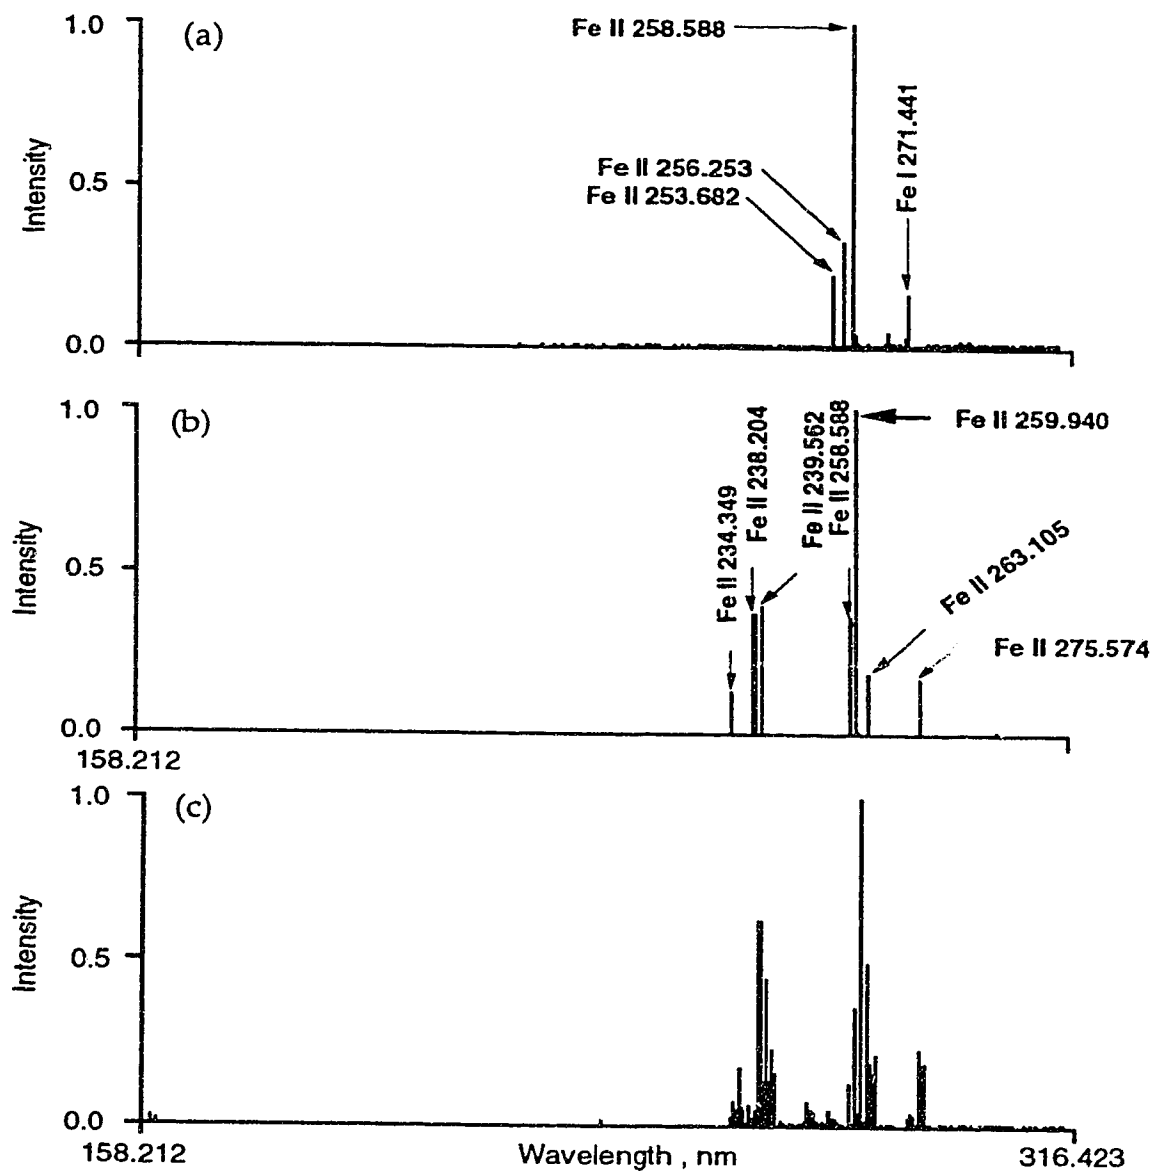 1.0
(a)
Fe II 258.588
Fe I 271.441
Fe II 256.253
Fe II 253.682
0.5
Intensity
0.0
1.0
(b)
Fe II 234.349
Fe II 238.204
Fe II 239.562
Fe II 258.588
Fe II 259.940
0.5
Intensity
Fe II 263.105
Fe II 275.574
0.0
158.212
1.0
(c)
0.5
Intensity
0.0
158.212
Wavelength , nm
316.423